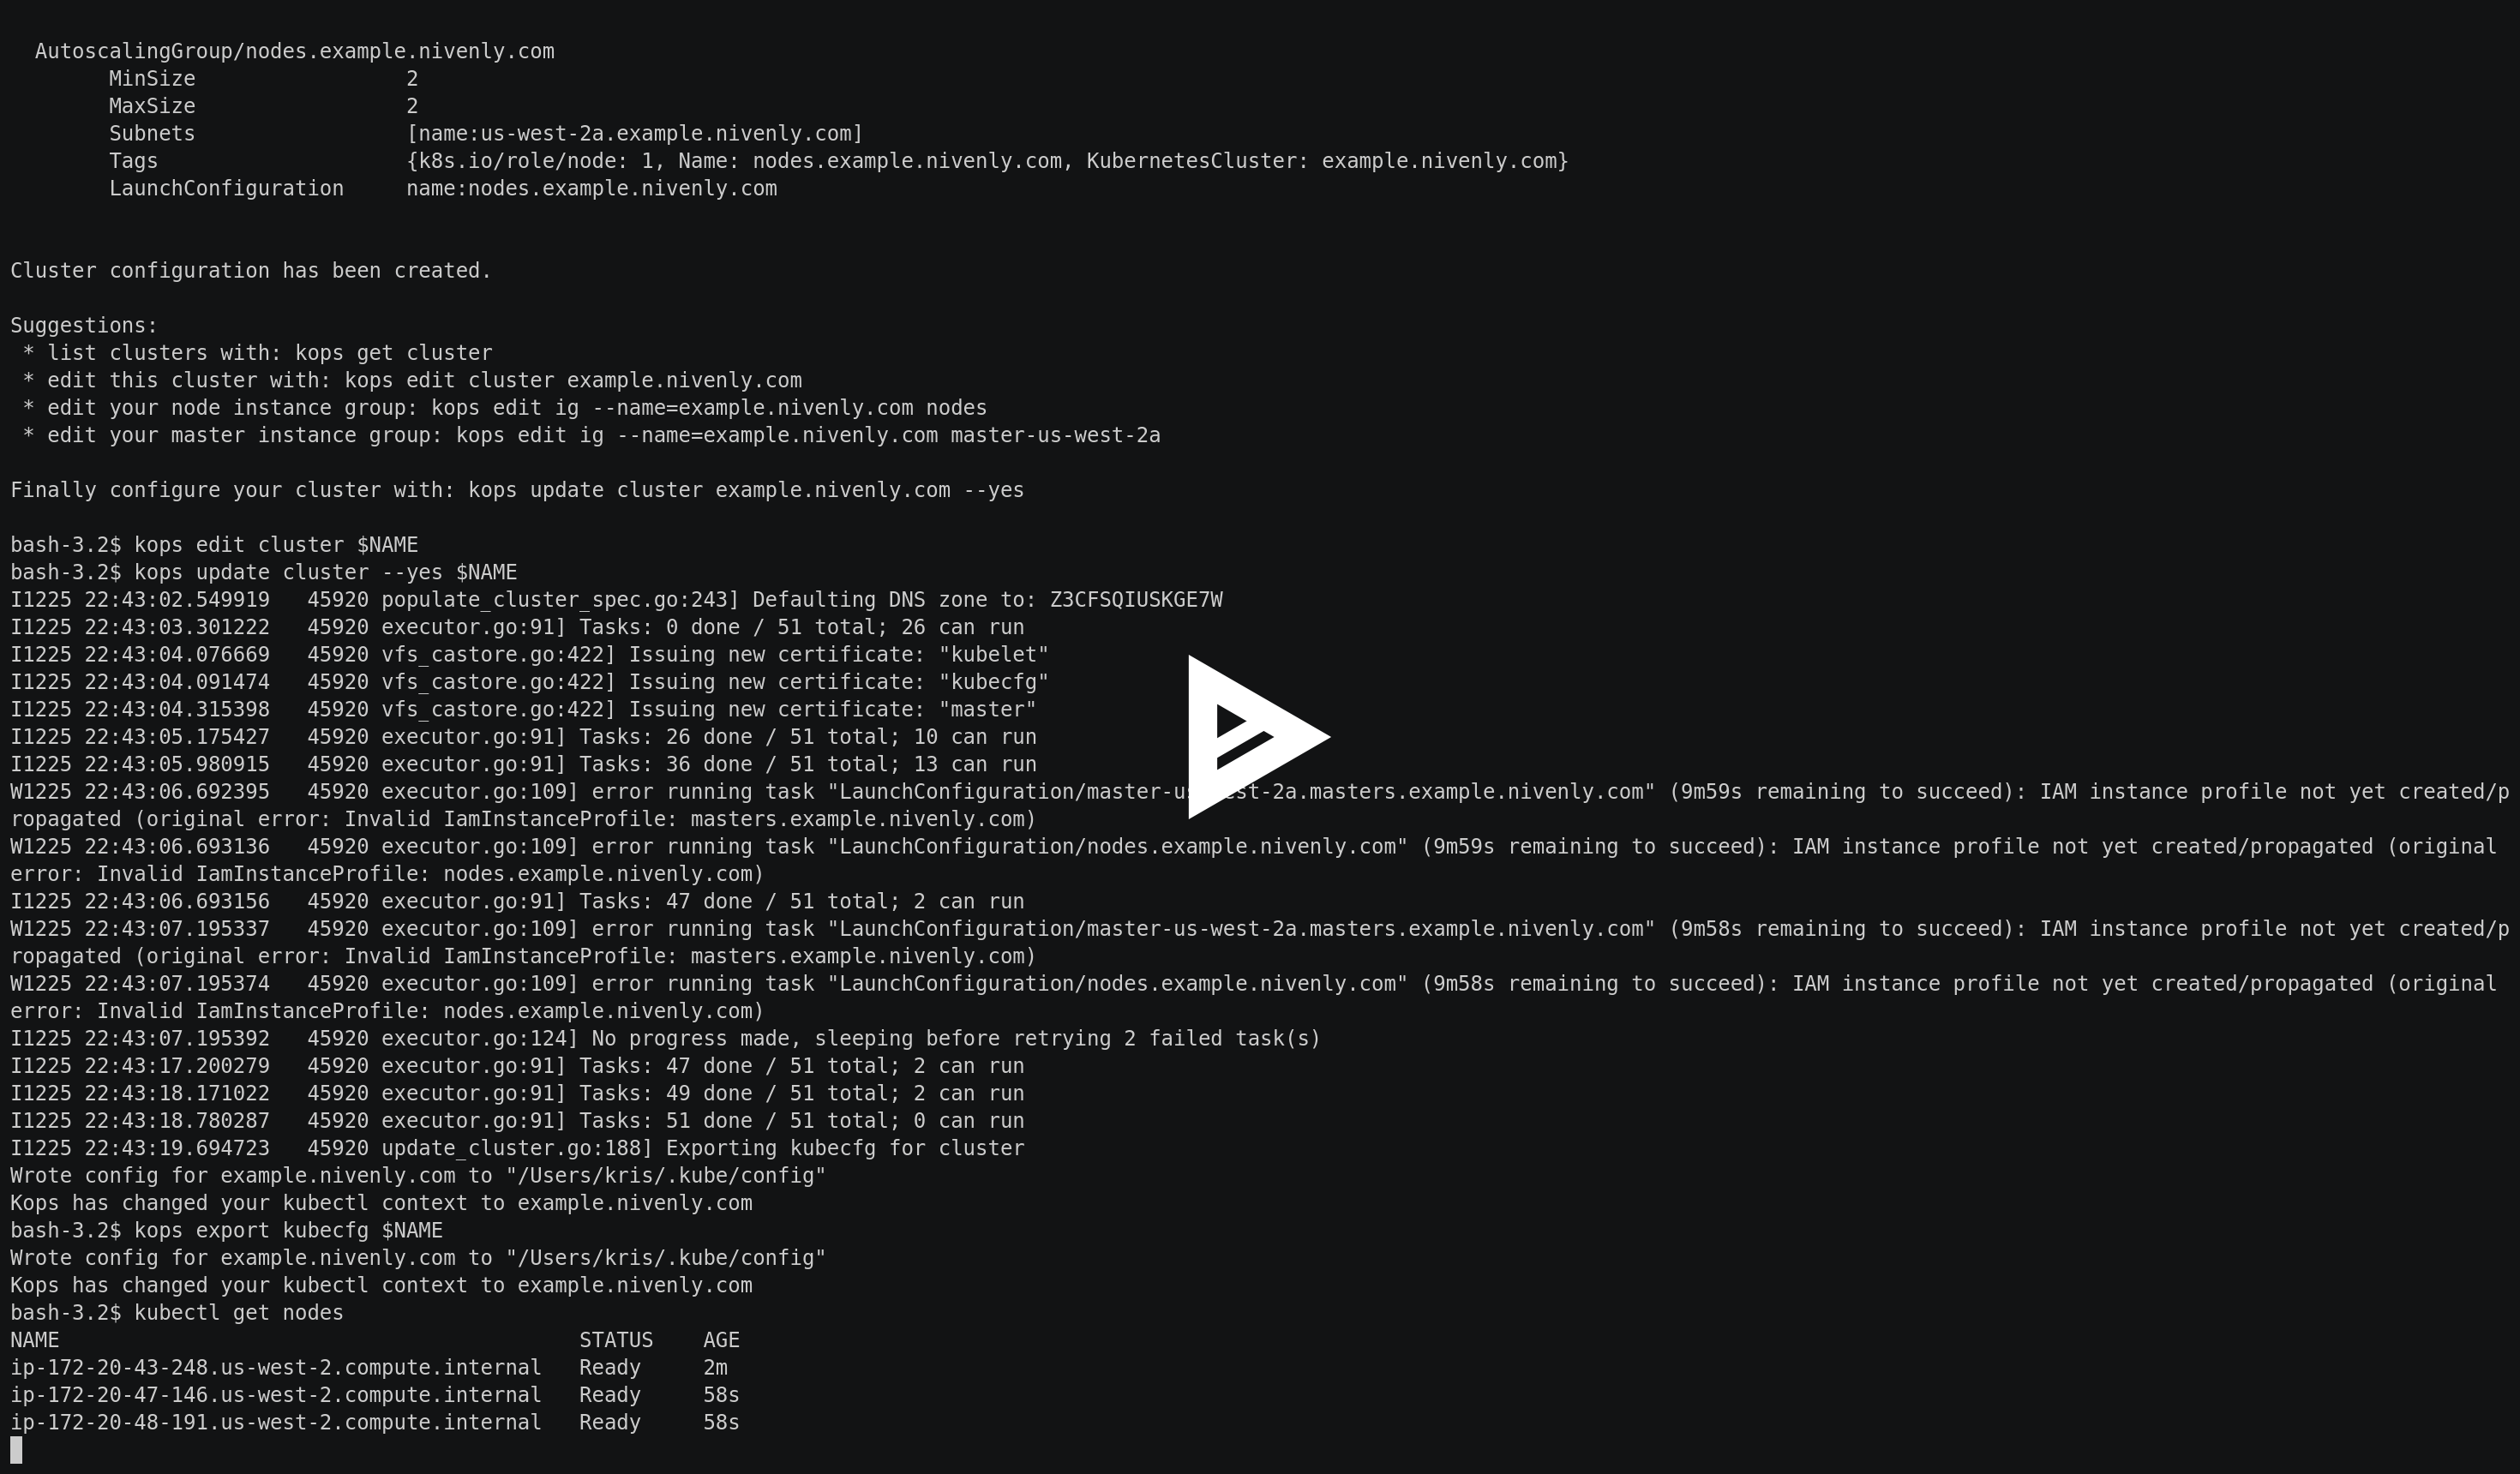 AutoscalingGroup/nodes.example.nivenly.com
MinSize 2
MaxSize 2
Subnets [name:us-west-2a.example.nivenly.com]
Tags {k8s.io/role/node: 1, Name: nodes.example.nivenly.com, KubernetesCluster: example.nivenly.com}
LaunchConfiguration name:nodes.example.nivenly.com
Cluster configuration has been created.
Suggestions:
* list clusters with: kops get cluster
* edit this cluster with: kops edit cluster example.nivenly.com
* edit your node instance group: kops edit ig --name=example.nivenly.com nodes
* edit your master instance group: kops edit ig --name=example.nivenly.com master-us-west-2a
Finally configure your cluster with: kops update cluster example.nivenly.com --yes
bash-3.2$ kops edit cluster $NAME
bash-3.2$ kops update cluster --yes $NAME
I1225 22:43:02.549919   45920 populate_cluster_spec.go:243] Defaulting DNS zone to: Z3CFSQIUSKGE7W
I1225 22:43:03.301222   45920 executor.go:91] Tasks: 0 done / 51 total; 26 can run
I1225 22:43:04.076669   45920 vfs_castore.go:422] Issuing new certificate: "kubelet"
I1225 22:43:04.091474   45920 vfs_castore.go:422] Issuing new certificate: "kubecfg"
I1225 22:43:04.315398   45920 vfs_castore.go:422] Issuing new certificate: "master"
I1225 22:43:05.175427   45920 executor.go:91] Tasks: 26 done / 51 total; 10 can run
I1225 22:43:05.980915   45920 executor.go:91] Tasks: 36 done / 51 total; 13 can run
W1225 22:43:06.692395   45920 executor.go:109] error running task "LaunchConfiguration/master-us-west-2a.masters.example.nivenly.com" (9m59s remaining to succeed): IAM instance profile not yet created/p
ropagated (original error: Invalid IamInstanceProfile: masters.example.nivenly.com)
W1225 22:43:06.693136   45920 executor.go:109] error running task "LaunchConfiguration/nodes.example.nivenly.com" (9m59s remaining to succeed): IAM instance profile not yet created/propagated (original
error: Invalid IamInstanceProfile: nodes.example.nivenly.com)
I1225 22:43:06.693156   45920 executor.go:91] Tasks: 47 done / 51 total; 2 can run
W1225 22:43:07.195337   45920 executor.go:109] error running task "LaunchConfiguration/master-us-west-2a.masters.example.nivenly.com" (9m58s remaining to succeed): IAM instance profile not yet created/p
ropagated (original error: Invalid IamInstanceProfile: masters.example.nivenly.com)
W1225 22:43:07.195374   45920 executor.go:109] error running task "LaunchConfiguration/nodes.example.nivenly.com" (9m58s remaining to succeed): IAM instance profile not yet created/propagated (original
error: Invalid IamInstanceProfile: nodes.example.nivenly.com)
I1225 22:43:07.195392   45920 executor.go:124] No progress made, sleeping before retrying 2 failed task(s)
I1225 22:43:17.200279   45920 executor.go:91] Tasks: 47 done / 51 total; 2 can run
I1225 22:43:18.171022   45920 executor.go:91] Tasks: 49 done / 51 total; 2 can run
I1225 22:43:18.780287   45920 executor.go:91] Tasks: 51 done / 51 total; 0 can run
I1225 22:43:19.694723   45920 update_cluster.go:188] Exporting kubecfg for cluster
Wrote config for example.nivenly.com to "/Users/kris/.kube/config"
Kops has changed your kubectl context to example.nivenly.com
bash-3.2$ kops export kubecfg $NAME
Wrote config for example.nivenly.com to "/Users/kris/.kube/config"
Kops has changed your kubectl context to example.nivenly.com
bash-3.2$ kubectl get nodes
NAME STATUS AGE
ip-172-20-43-248.us-west-2.compute.internal Ready 2m
ip-172-20-47-146.us-west-2.compute.internal Ready 58s
ip-172-20-48-191.us-west-2.compute.internal Ready 58s